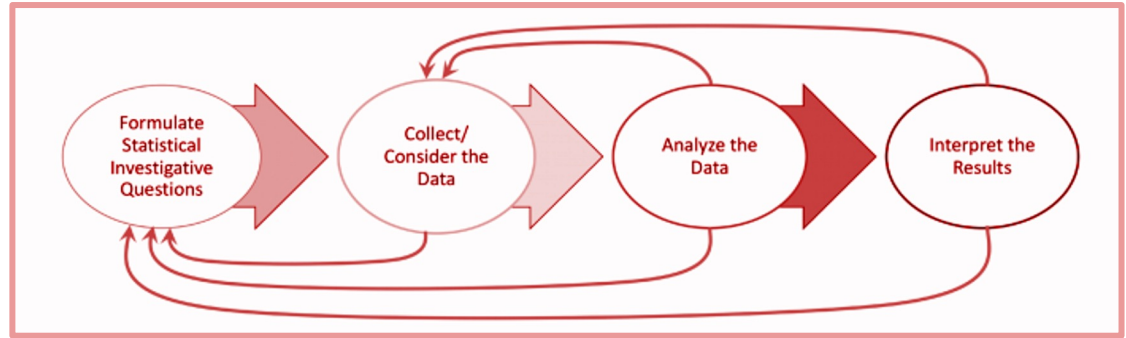 Formulate
Statistical
Investigative
Questions
Collect/
Consider the
Data
Analyze the
Data
Interpret the
Results